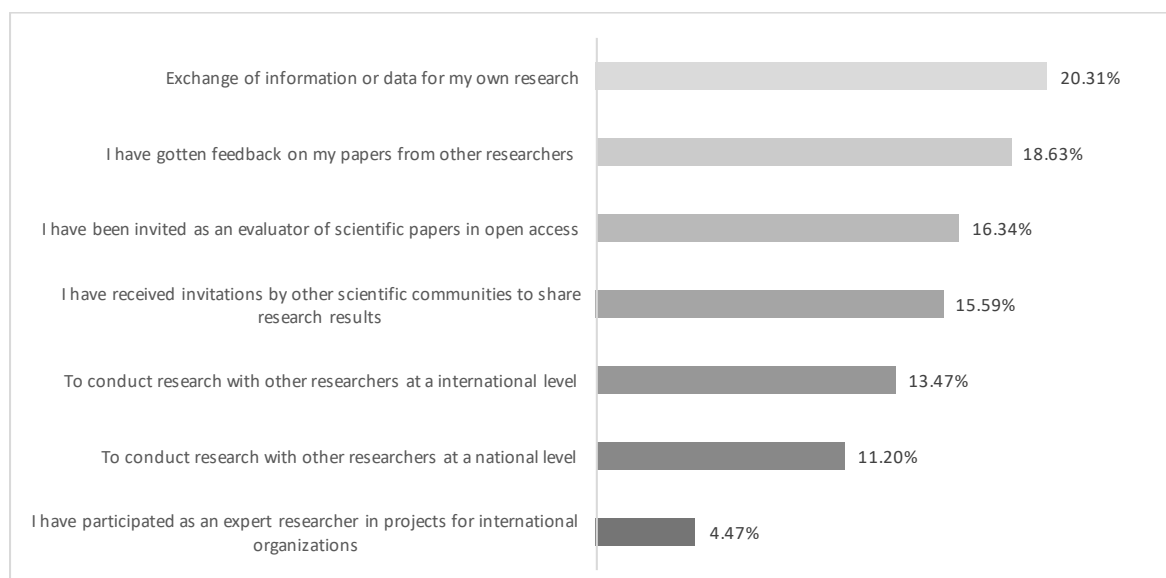 Exchange of information or data for my own research
20.31%
I have gotten feedback on my papers from other researchers
18.63%
I have been invited as an evaluator of scientific papers in open access
16.34%
I have received invitations by other scientific communities to share
research results
15.59%
To conduct research with other researchers at a international level
13.47%
To conduct research with other researchers at a national level
11.20%
I have participated as an expert researcher in projects for international
organizations
4.47%